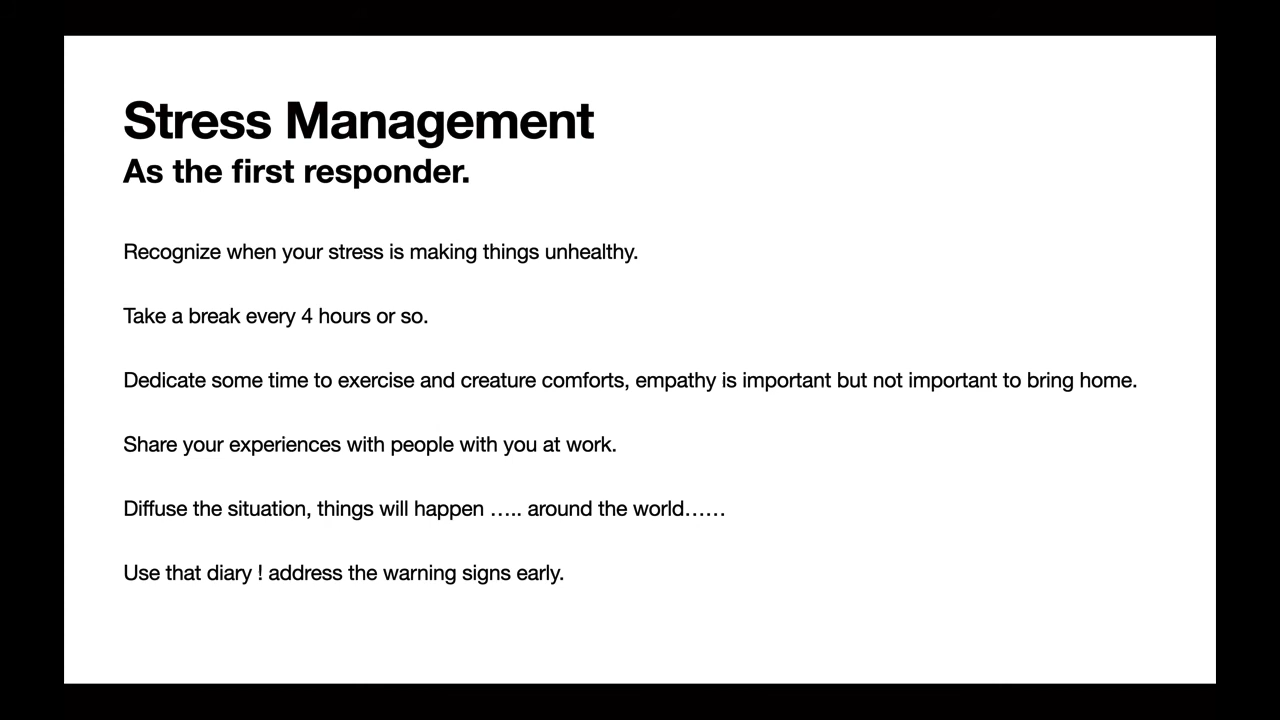 Stress Management
As the first responder.
Recognize when your stress is making things unhealthy.
Take a break every 4 hours or so.
Dedicate some time to exercise and creature comforts, empathy is important but not important to bring home.
Share your experiences with people with you at work.
Diffuse the situation, things will happen ….. around the world……
Use that diary ! address the warning signs early.